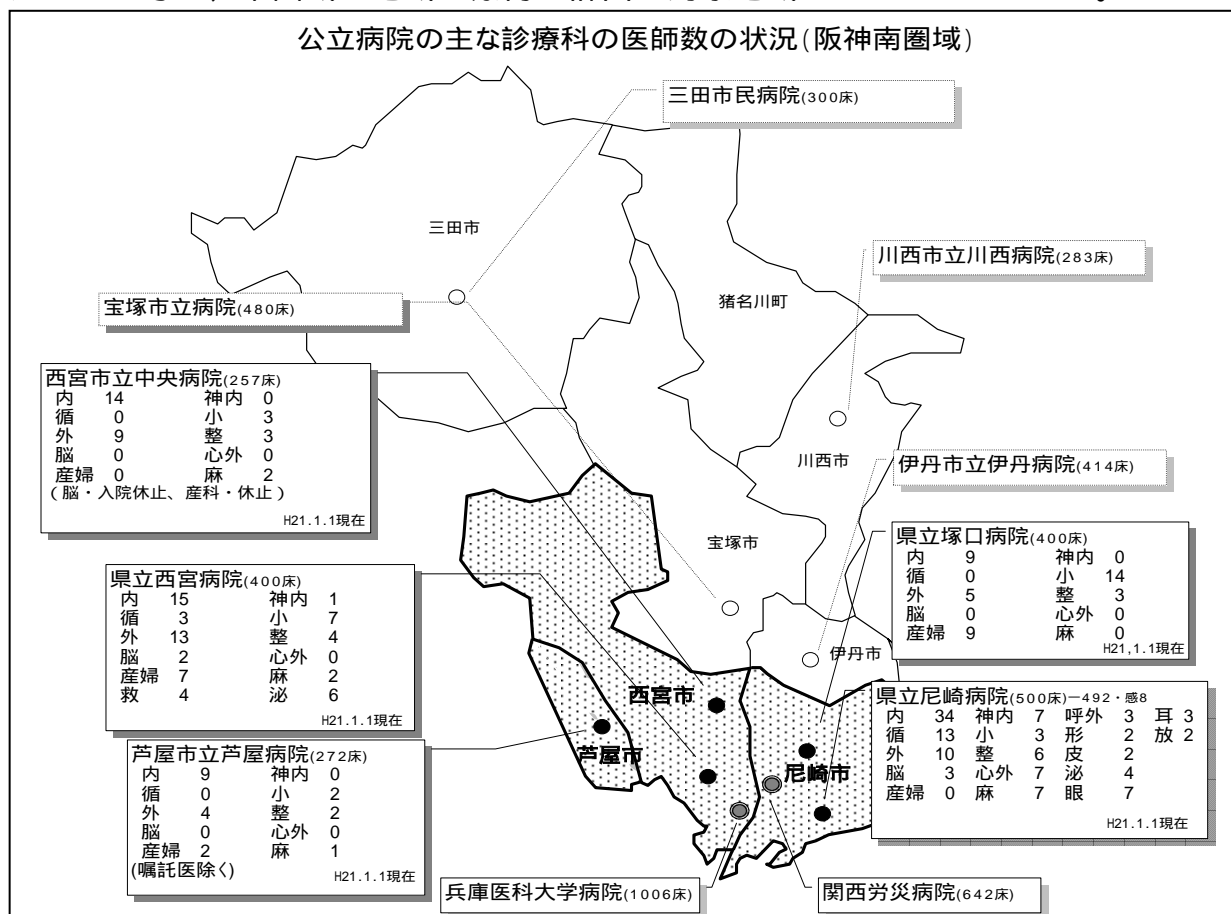 公立病院の主な診療科の医師数の状況(阪神南圏域)
三田市民病院(300床)
三田市
川西市立川西病院(283床)
猪名川町
宝塚市立病院(480床)
西宮市立中央病院(257床)
内 14 神内 0
循 0 小 3
外 9 整 3
脳 0 心外 0
産婦 0 麻 2
(脳・入院休止、産科・休止)
H21.1.1現在
川西市
伊丹市立伊丹病院(414床)
宝塚市
県立塚口病院(400床)
内 9 神内 0
循 0 小 14
外 5 整 3
脳 0 心外 0
産婦 9 麻 0
H21,1.1現在
伊丹市
県立西宮病院(400床)
内 15 神内 1
循 3 小 7
外 13 整 4
脳 2 心外 0
産婦 7 麻 2
救 4 泌 6
H21.1.1現在
西宮市
芦屋市
尼崎市
県立尼崎病院(500床)−492・感8
内 34 神内 7 呼外 3 耳 3
循 13 小 3 形 2 放 2
外 10 整 6 皮 2
脳 3 心外 7 泌 4
産婦 0 麻 7 眼 7
H21.1.1現在
芦屋市立芦屋病院(272床)
内 9 神内 0
循 0 小 2
外 4 整 2
脳 0 心外 0
産婦 2 麻 1
(嘱託医除く) H21.1.1現在
兵庫医科大学病院(1006床)
関西労災病院(642床)